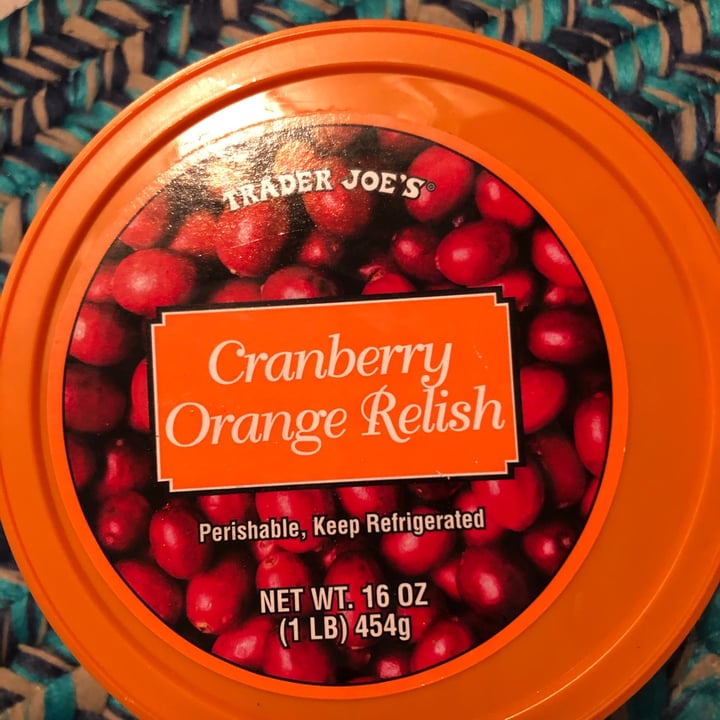 TRADER JOE'S®
Cranberry
Orange Relish
Perishable, Keep Refrigerated
NET WT. 16 OZ
(1 LB) 454g